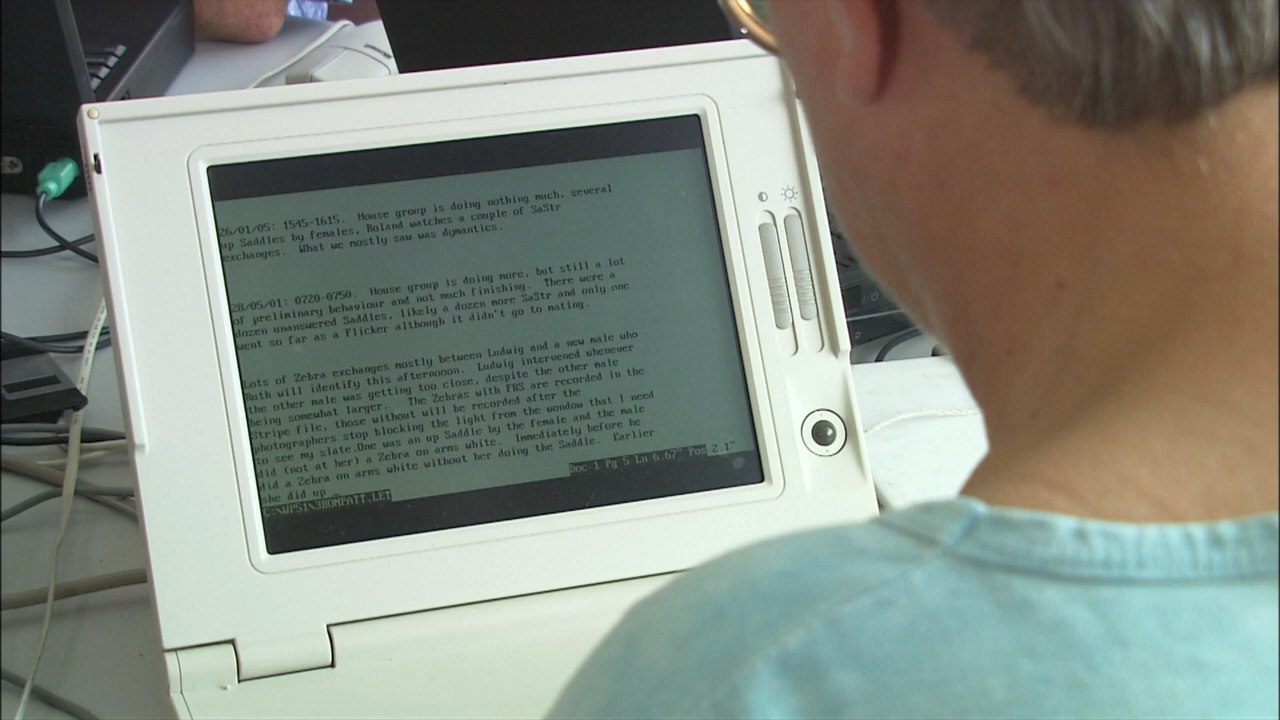 26/01/05: 1545-1615. House group is doing nothing much, several
up Saddles by females, Roland watches a couple of SaStr
exchanges. What we mostly saw was dymantics.
28/05/01: 0720-0750. House group is doing more, but still a lot
of preliminary behaviour and not much finishing. There were a
dozen unanswered Saddles, likely a dozen more SaStr and only one
went so far as a Flicker although it didn't go to mating.
Lots of Zebra exchanges mostly between Ludwig and a new male who
Ruth will identify this afternooon. Ludwig intervened whenever
the other male was getting too close, despite the other male
being somewhat larger. The Zebras with FBS are recorded in the
Stripe file, those without will be recorded after the
photographers stop blocking the light from the wondow that I need
to see my slate.One was an up Saddle by the female and the male
did (not at her) a Zebra on arms white. Immediately before he
did a Zebra on arms white without her doing the Saddle. Earlier
she did up
C:\WP51\3BOMPATT.LET
Doc 1 Pg 5 Ln 6.67" Pos 2.1"
I/O